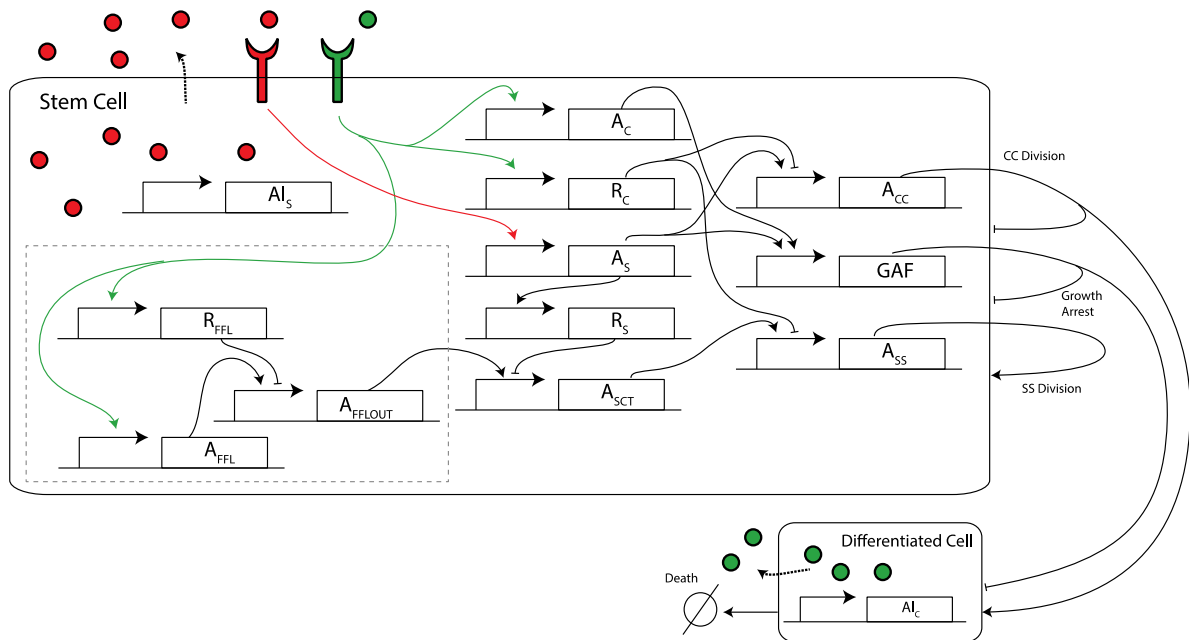 Stem Cell
A_C
CC Division
R_C
A_CC
AI_S
A_S
GAF
Growth
Arrest
R_FFL
R_S
A_SS
SS Division
A_FFLOUT
A_SCT
A_FFL
Differentiated Cell
Death
AI_C